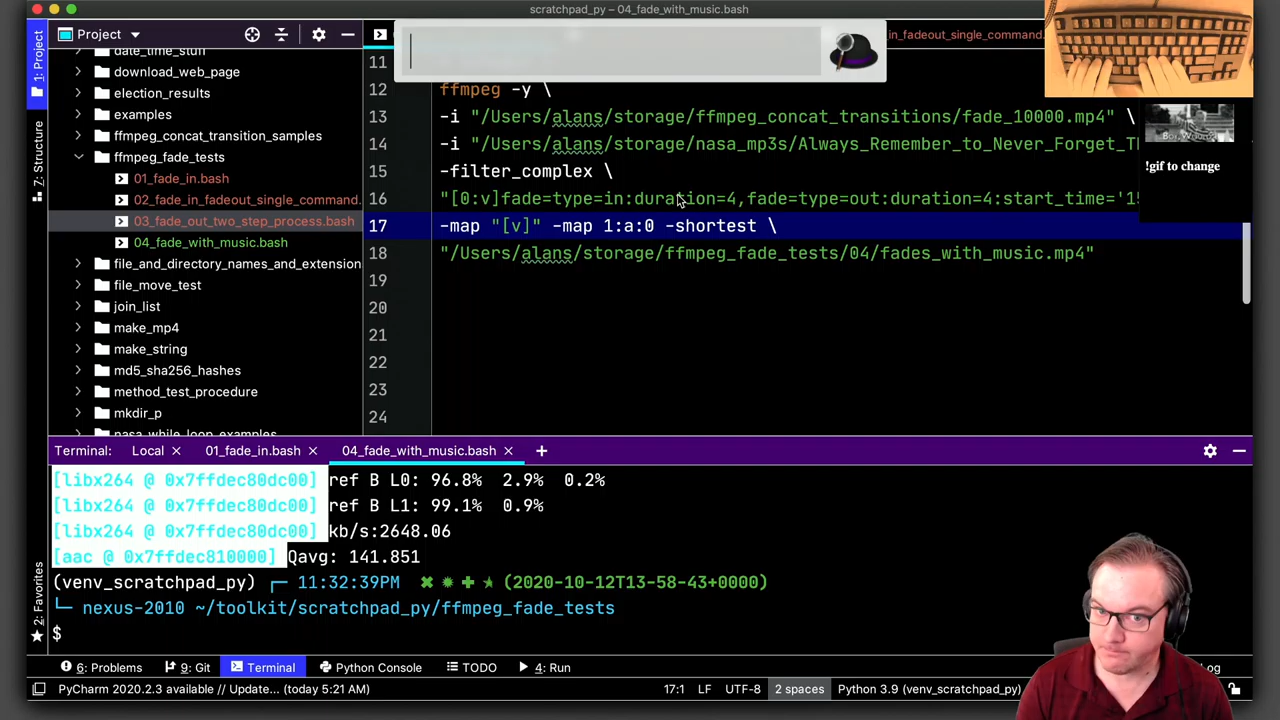 scratchpad_py – 04_fade_with_music.bash
1: Project
Project
_in_fadeout_single_command.
date_time_stuff
download_web_page
election_results
examples
ffmpeg_concat_transition_samples
ffmpeg_fade_tests
01_fade_in.bash
02_fade_in_fadeout_single_command.
03_fade_out_two_step_process.bash
04_fade_with_music.bash
file_and_directory_names_and_extension
file_move_test
join_list
make_mp4
make_string
md5_sha256_hashes
method_test_procedure
mkdir_p
nasa_while_loop_examples
7: Structure
2: Favorites
11
12 ffmpeg -y \
13 -i "/Users/alans/storage/ffmpeg_concat_transitions/fade_10000.mp4" \
14 -i "/Users/alans/storage/nasa_mp3s/Always_Remember_to_Never_Forget_T
15 -filter_complex \
16 "[0:v]fade=type=in:duration=4,fade=type=out:duration=4:start_time='15
17 -map "[v]" -map 1:a:0 -shortest \
18 "/Users/alans/storage/ffmpeg_fade_tests/04/fades_with_music.mp4"
19
20
21
22
23
24
!gif to change
Terminal: Local × 01_fade_in.bash × 04_fade_with_music.bash × +
[libx264 @ 0x7ffdec80dc00] ref B L0: 96.8% 2.9% 0.2%
[libx264 @ 0x7ffdec80dc00] ref B L1: 99.1% 0.9%
[libx264 @ 0x7ffdec80dc00] kb/s:2648.06
[aac @ 0x7ffdec810000] Qavg: 141.851
(venv_scratchpad_py) 11:32:39PM (2020-10-12T13-58-43+0000)
nexus-2010 ~/toolkit/scratchpad_py/ffmpeg_fade_tests
$
6: Problems 9: Git Terminal Python Console TODO 4: Run
PyCharm 2020.2.3 available // Update... (today 5:21 AM) 17:1 LF UTF-8 2 spaces Python 3.9 (venv_scratchpad_py)